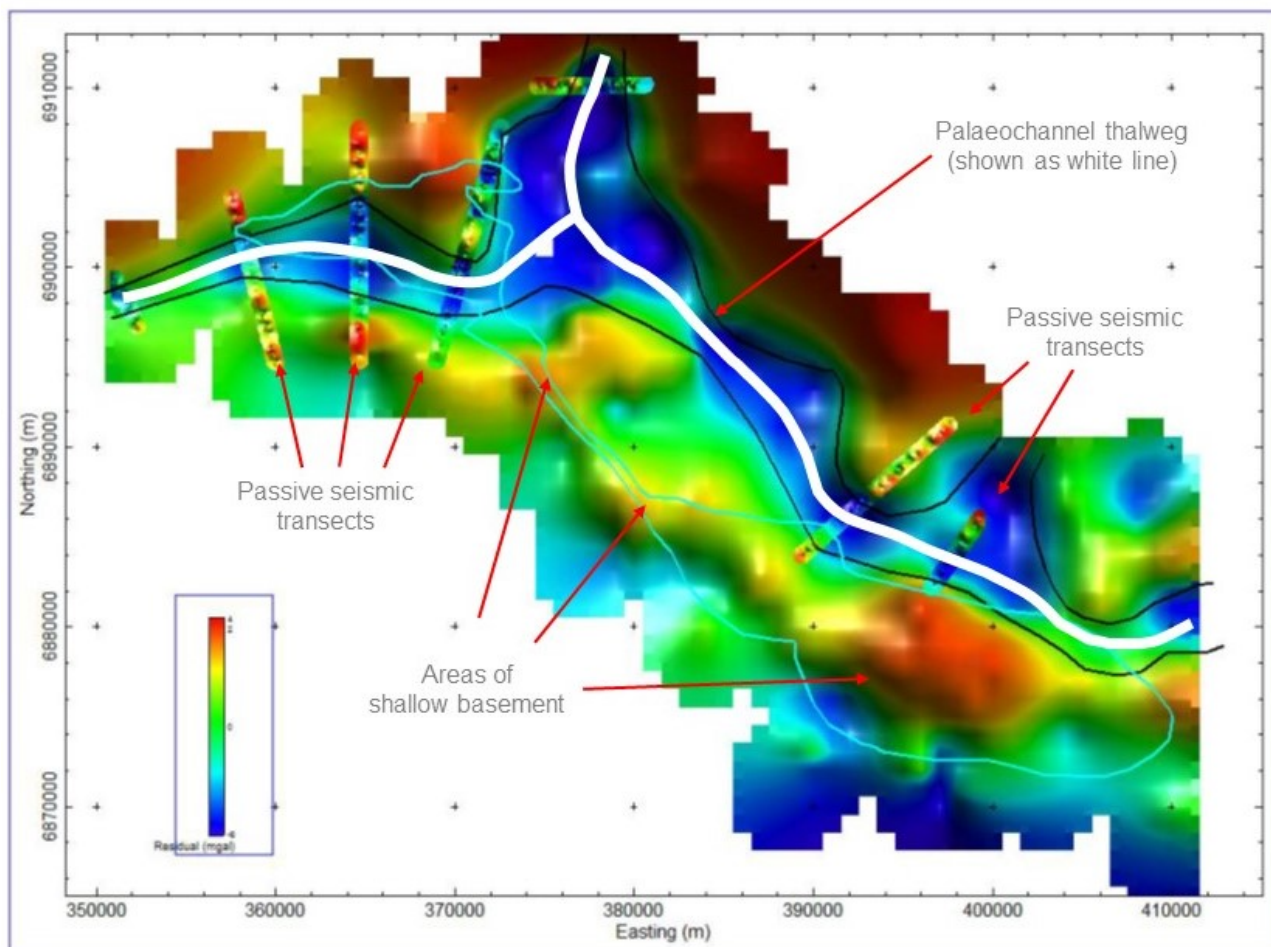 6910000
6900000
6890000
6880000
6870000
Northing (m)
Palaeochannel thalweg
(shown as white line)
Passive seismic
transects
Passive seismic
transects
Areas of
shallow basement
0
Residual (mgal)
350000
360000
370000
380000
390000
400000
410000
Easting (m)